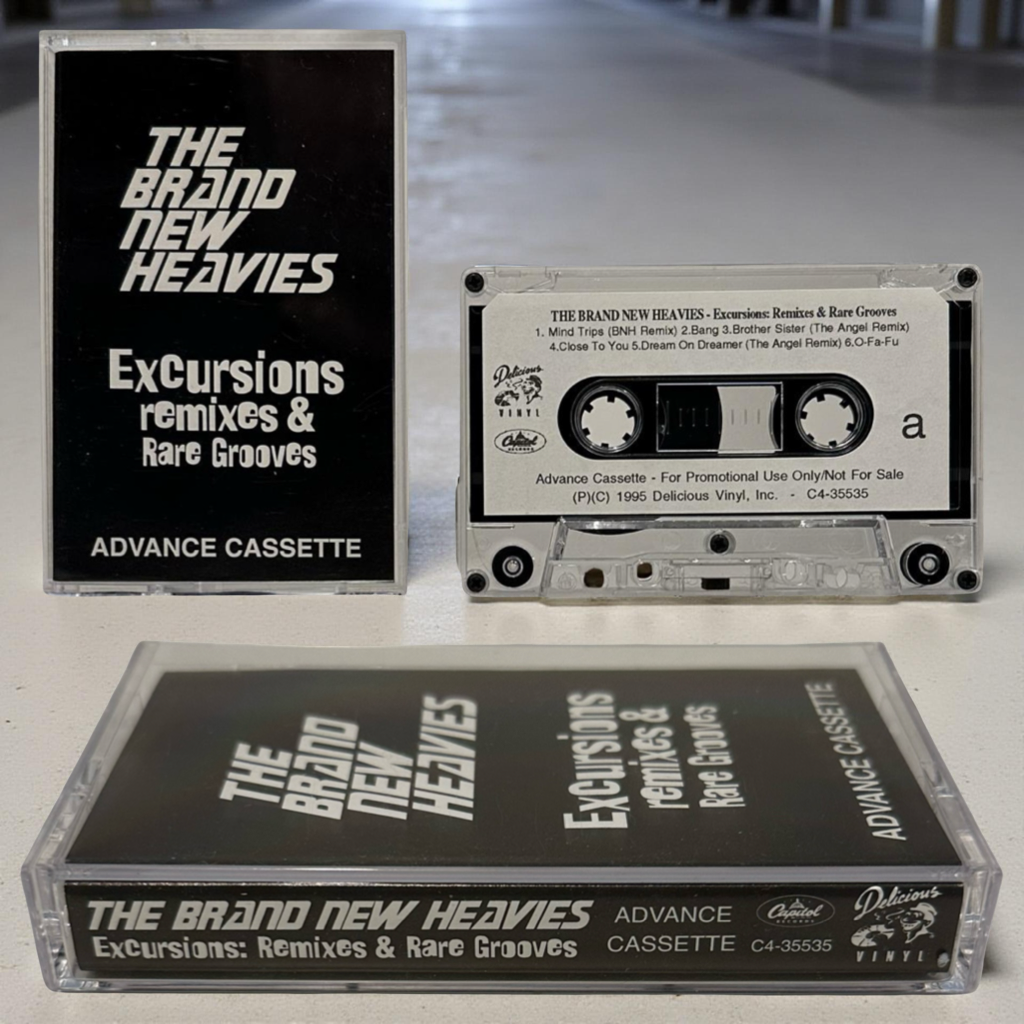 THE
BRAND
NEW
HEAVIES
Excursions
remixes &
Rare Grooves
ADVANCE CASSETTE
THE BRAND NEW HEAVIES - Excursions: Remixes & Rare Grooves
1. Mind Trips (BNH Remix) 2.Bang 3.Brother Sister (The Angel Remix)
4.Close To You 5.Dream On Dreamer (The Angel Remix) 6.O-Fa-Fu
Delicious
VINYL
Capitol
RECORDS
a
Advance Cassette - For Promotional Use Only/Not For Sale
(P)(C) 1995 Delicious Vinyl, Inc. - C4-35535
THE
BRAND
NEW
HEAVIES
Excursions
remixes &
Rare Grooves
ADVANCE CASSETTE
THE BRAND NEW HEAVIES
Excursions: Remixes & Rare Grooves
ADVANCE
CASSETTE
Capitol
RECORDS
C4-35535
Delicious
VINYL